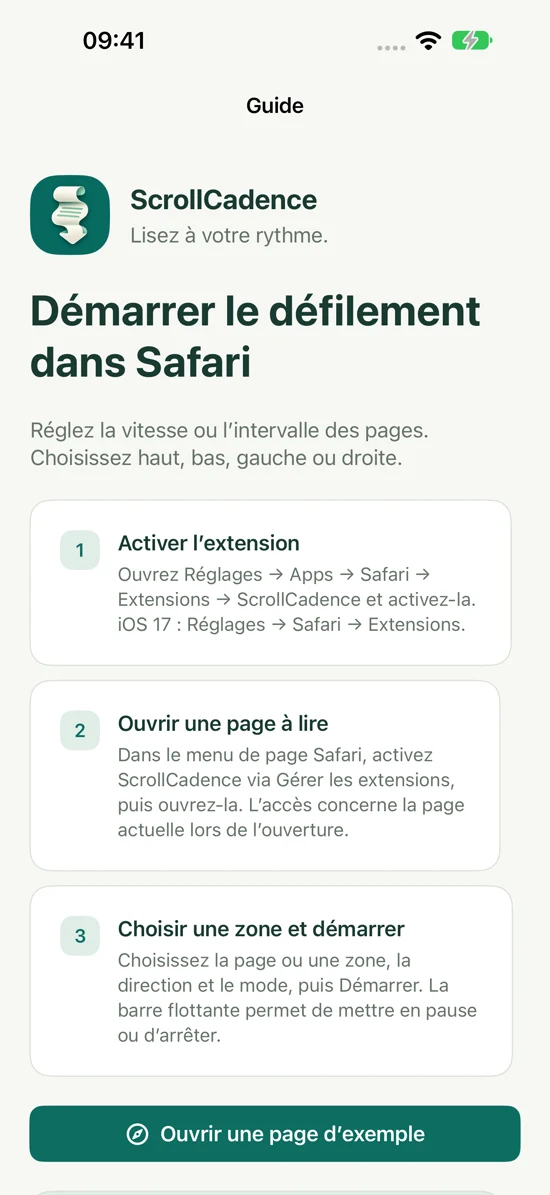 09:41
Guide
ScrollCadence
Lisez à votre rythme.
Démarrer le défilement
dans Safari
Réglez la vitesse ou l’intervalle des pages.
Choisissez haut, bas, gauche ou droite.
1
Activer l’extension
Ouvrez Réglages → Apps → Safari →
Extensions → ScrollCadence et activez-la.
iOS 17 : Réglages → Safari → Extensions.
2
Ouvrir une page à lire
Dans le menu de page Safari, activez
ScrollCadence via Gérer les extensions,
puis ouvrez-la. L’accès concerne la page
actuelle lors de l’ouverture.
3
Choisir une zone et démarrer
Choisissez la page ou une zone, la
direction et le mode, puis Démarrer. La
barre flottante permet de mettre en pause
ou d’arrêter.
Ouvrir une page d’exemple